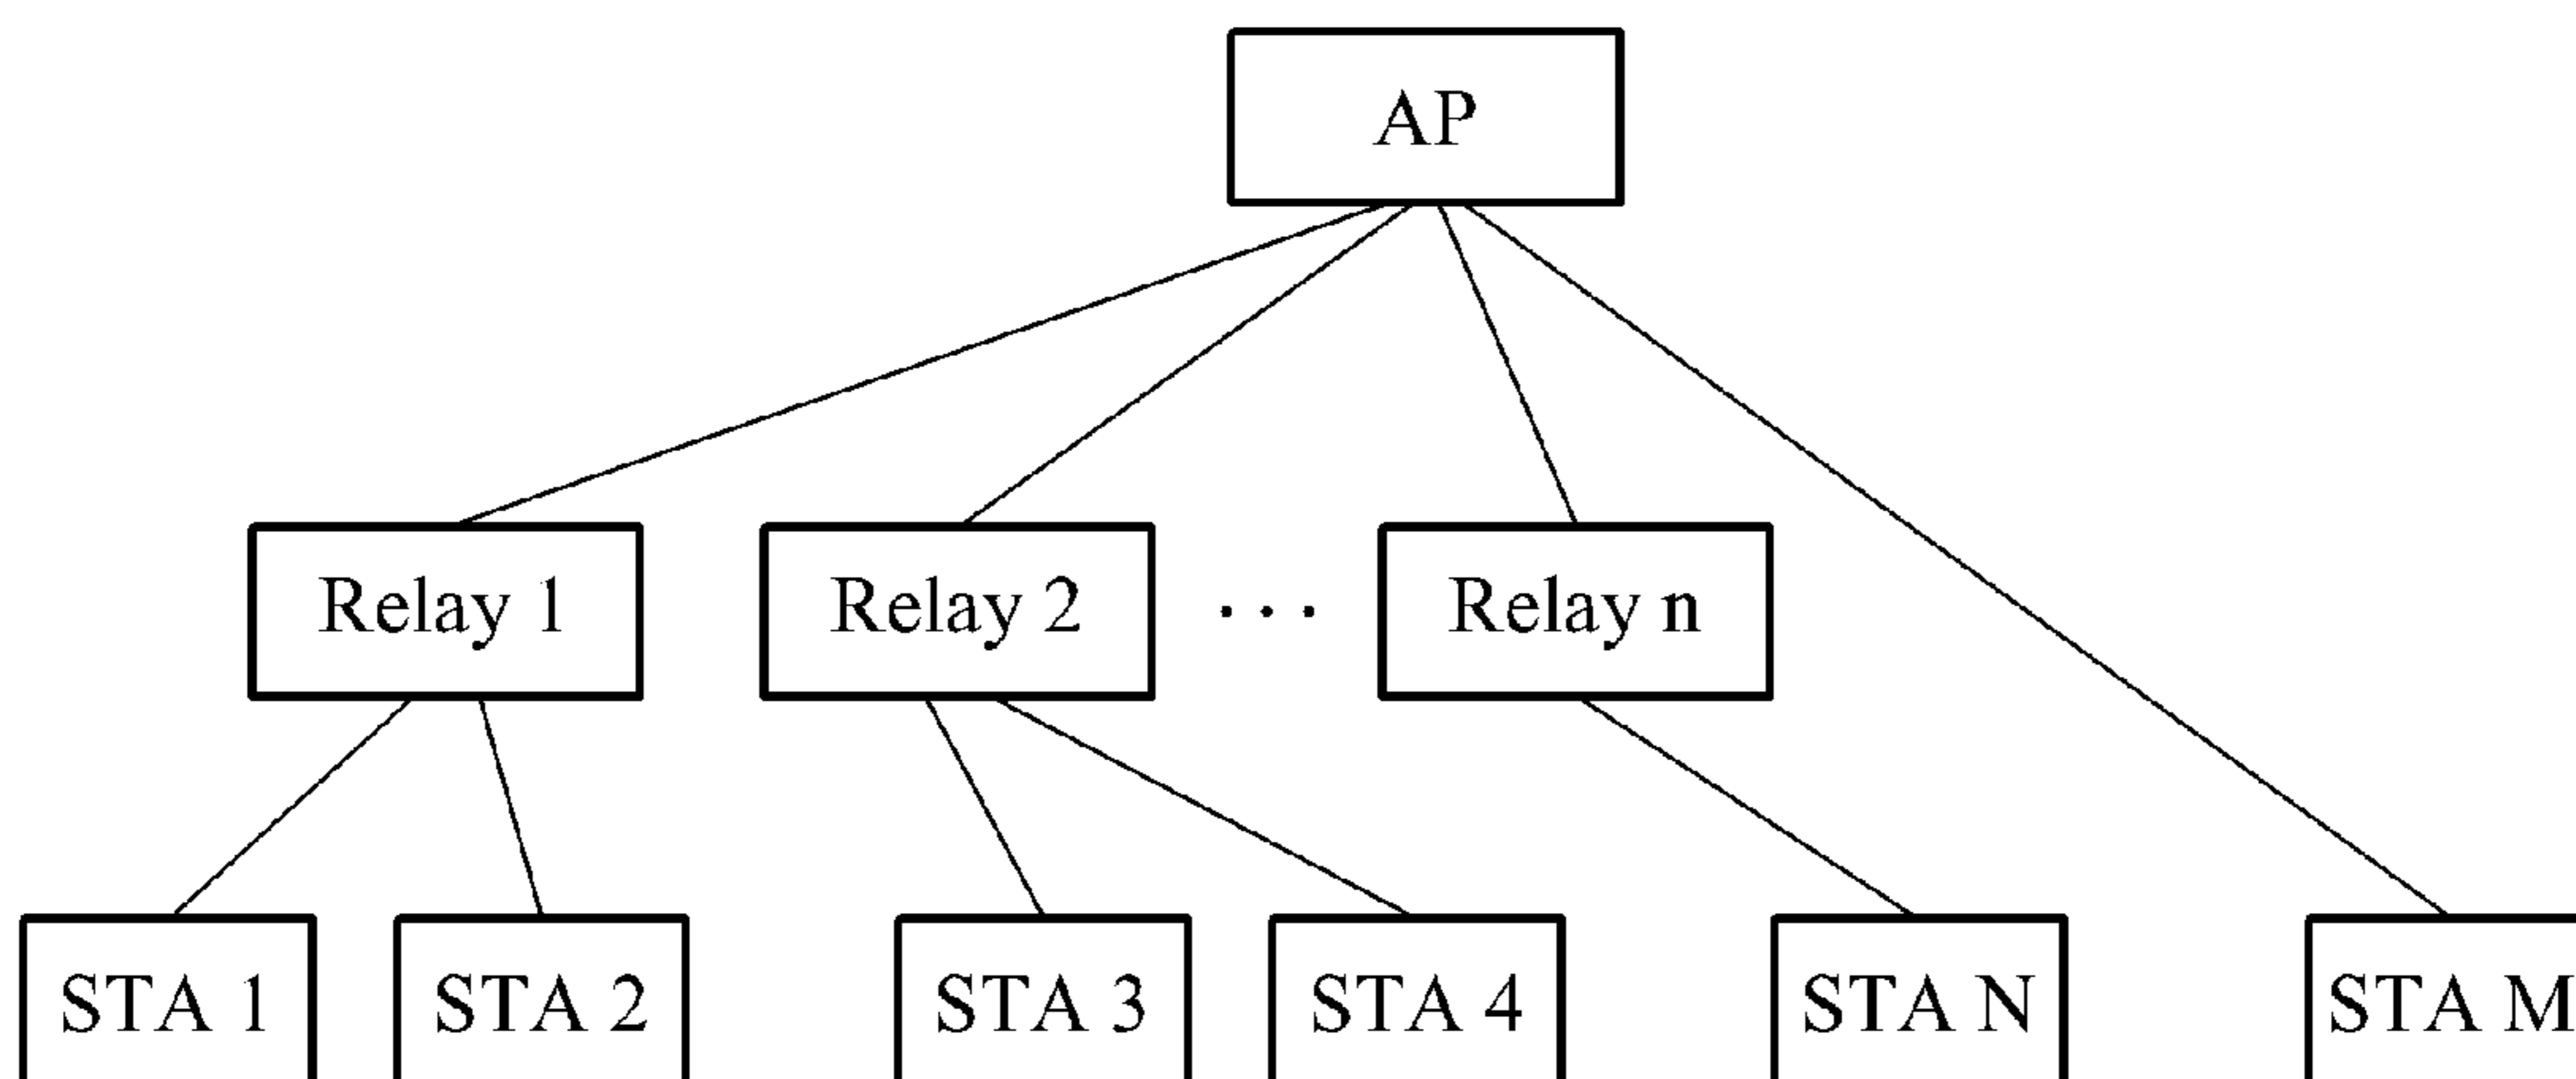 AP
Relay 1 Relay 2 ... Relay n
STA 1 STA 2 STA 3 STA 4 STA N STA M